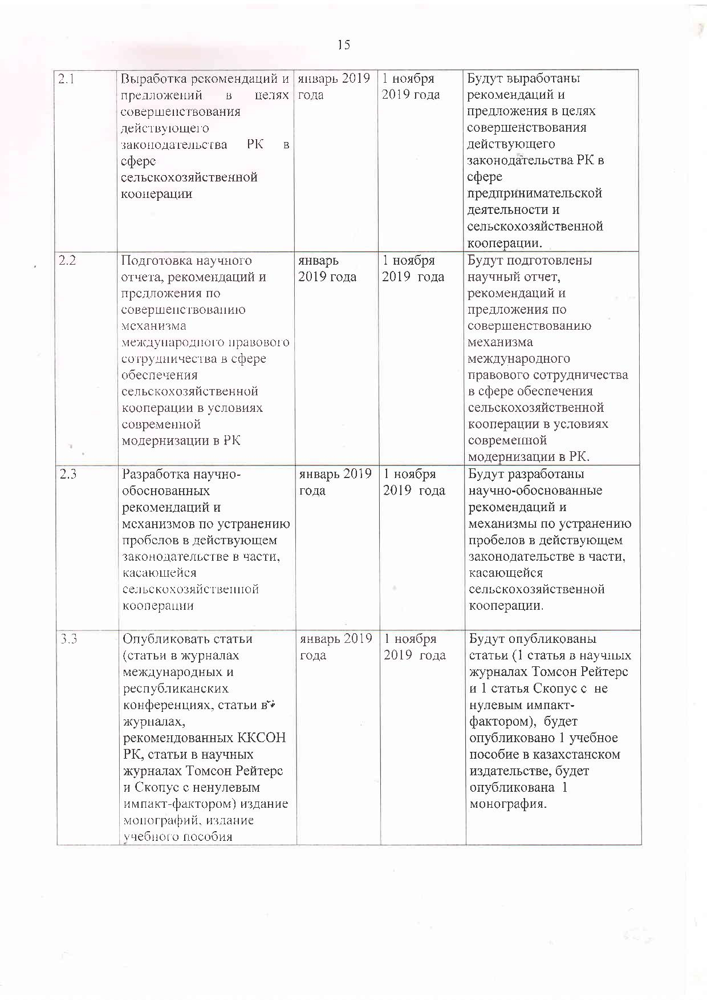 15
2.1
Выработка рекомендаций и
предложений в целях
совершенствования
действующего
законодательства РК в
сфере
сельскохозяйственной
кооперации
январь 2019
года
1 ноября
2019 года
Будут выработаны
рекомендаций и
предложения в целях
совершенствования
действующего
законодательства РК в
сфере
предпринимательской
деятельности и
сельскохозяйственной
кооперации.
2.2
Подготовка научного
отчета, рекомендаций и
предложения по
совершенствованию
механизма
международного правового
сотрудничества в сфере
обеспечения
сельскохозяйственной
кооперации в условиях
современной
модернизации в РК
январь
2019 года
1 ноября
2019 года
Будут подготовлены
научный отчет,
рекомендаций и
предложения по
совершенствованию
механизма
международного
правового сотрудничества
в сфере обеспечения
сельскохозяйственной
кооперации в условиях
современной
модернизации в РК.
2.3
Разработка научно-
обоснованных
рекомендаций и
механизмов по устранению
пробелов в действующем
законодательстве в части,
касающейся
сельскохозяйственной
кооперации
январь 2019
года
1 ноября
2019 года
Будут разработаны
научно-обоснованные
рекомендаций и
механизмы по устранению
пробелов в действующем
законодательстве в части,
касающейся
сельскохозяйственной
кооперации.
3.3
Опубликовать статьи
(статьи в журналах
международных и
республиканских
конференциях, статьи в
журналах,
рекомендованных ККСОН
РК, статьи в научных
журналах Томсон Рейтерс
и Скопус с ненулевым
импакт-фактором) издание
монографий, издание
учебного пособия
январь 2019
года
1 ноября
2019 года
Будут опубликованы
статьи (1 статья в научных
журналах Томсон Рейтерс
и 1 статья Скопус с не
нулевым импакт-
фактором), будет
опубликовано 1 учебное
пособие в казахстанском
издательстве, будет
опубликована 1
монография.